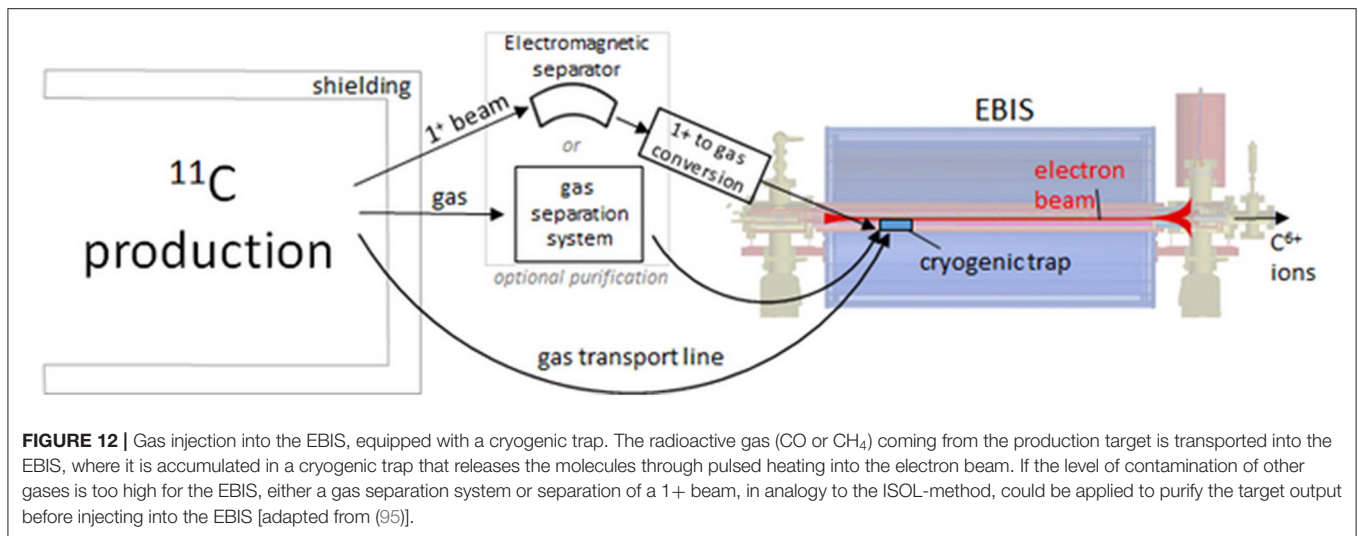 Electromagnetic
separator
shielding
1⁺ beam
or
1+ to gas
conversion
EBIS
¹¹C
production
gas
gas
separation
system
optional purification
electron
beam
cryogenic trap
C⁶⁺
ions
gas transport line
FIGURE 12 | Gas injection into the EBIS, equipped with a cryogenic trap. The radioactive gas (CO or CH₄) coming from the production target is transported into the
EBIS, where it is accumulated in a cryogenic trap that releases the molecules through pulsed heating into the electron beam. If the level of contamination of other
gases is too high for the EBIS, either a gas separation system or separation of a 1+ beam, in analogy to the ISOL-method, could be applied to purify the target output
before injecting into the EBIS [adapted from (95)].